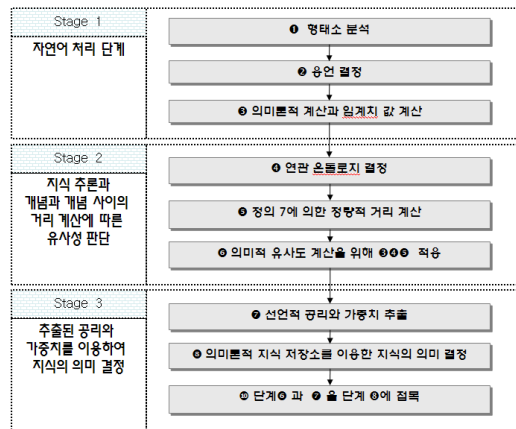 Stage 1
자연어 처리 단계
❶ 형태소 분석
❷ 용언 결정
❸ 의미론적 계산과 임계치 값 계산
Stage 2
지식 추론과
개념과 개념 사이의
거리 계산에 따른
유사성 판단
❹ 연관 온돌로지 결정
❺ 정의 7에 의한 정량적 거리 계산
❻ 의미적 유사도 계산을 위해 ❸❹❺ 적용
Stage 3
추출된 공리와
가중치를 이용하여
지식의 의미 결정
❼ 선언적 공리와 가중치 추출
❽ 의미론적 지식 저장소를 이용한 지식의 의미 결정
❿ 단계❻ 과 ❼ 을 단계 ❽에 접목